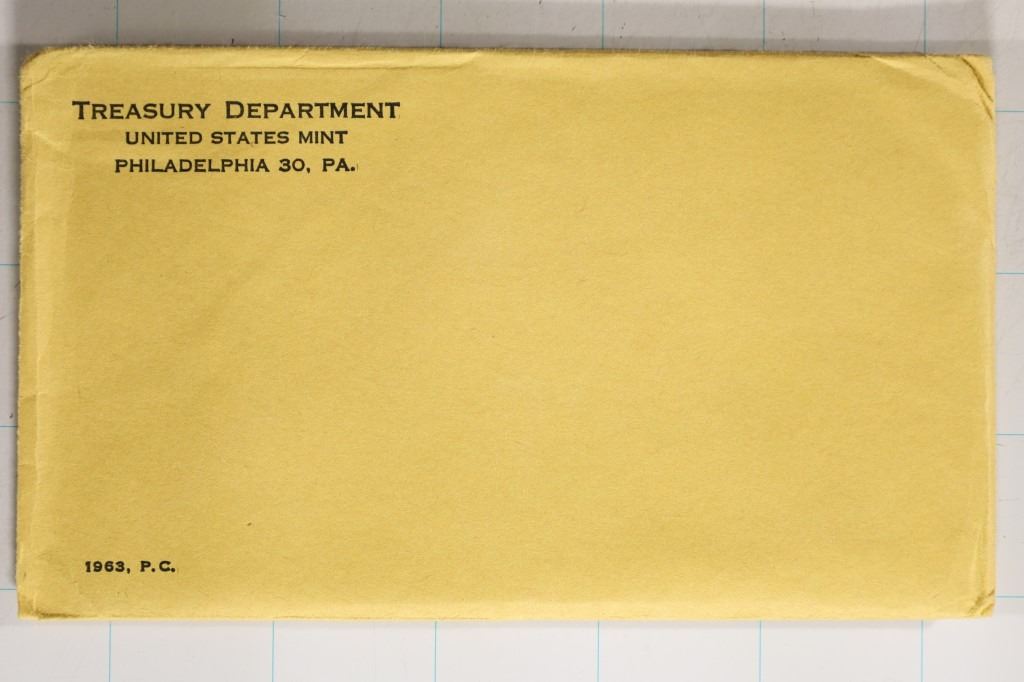 Treasury Department
UNITED STATES MINT
PHILADELPHIA 30, PA.
1963, P.C.